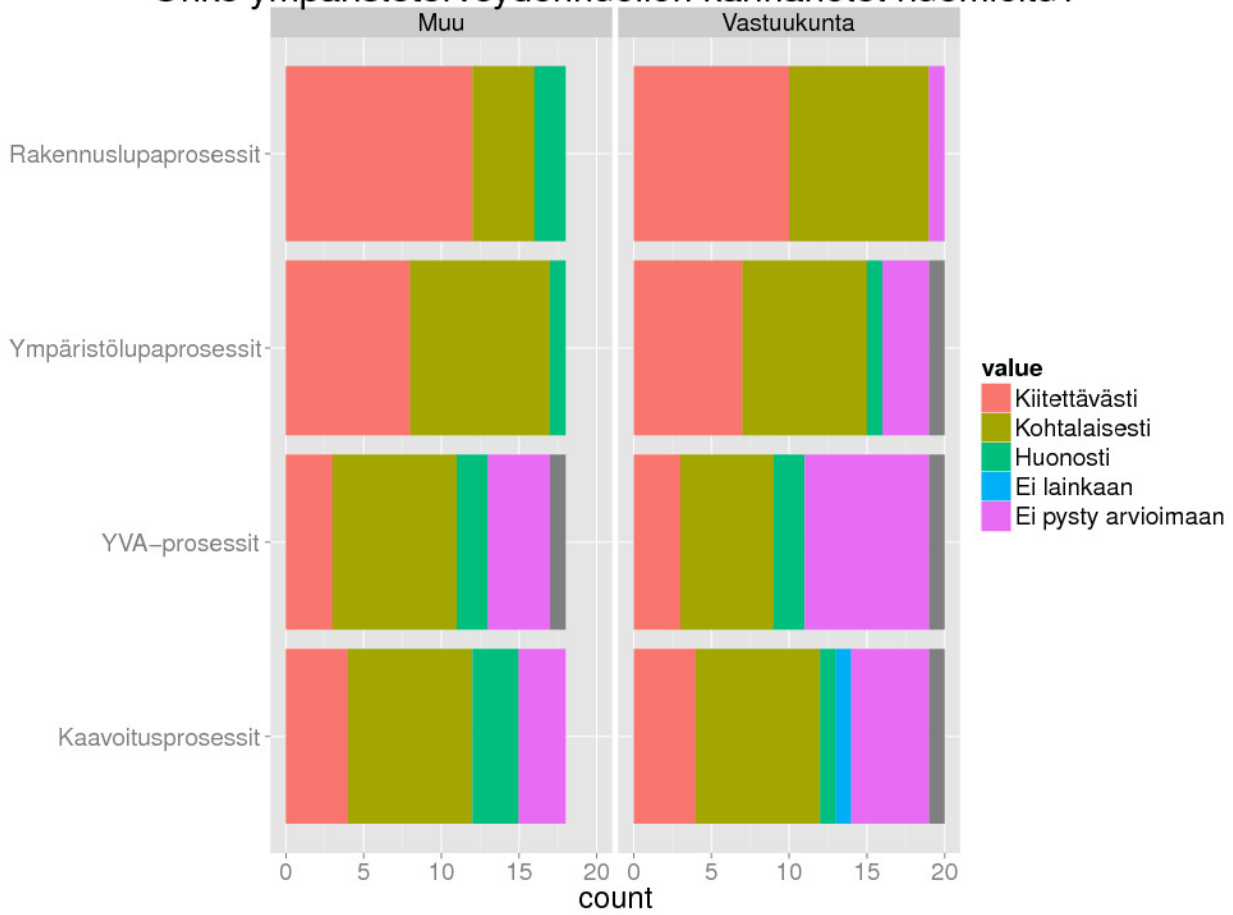 Muu
Vastuukunta
Rakennuslupaprosessit
Ympäristölupaprosessit
YVA–prosessit
Kaavoitusprosessit
0 5 10 15 20 0 5 10 15 20
count
value
Kiitettävästi
Kohtalaisesti
Huonosti
Ei lainkaan
Ei pysty arvioimaan